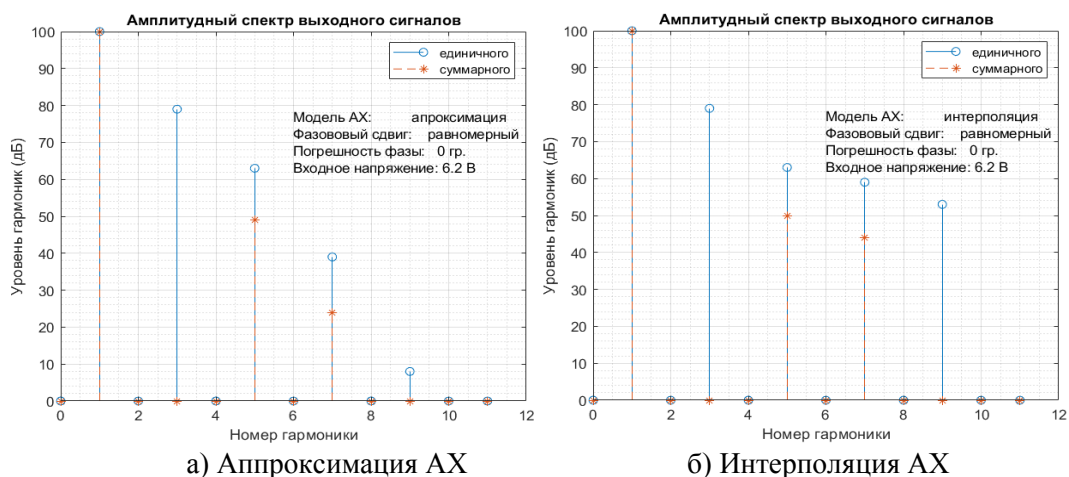 Амплитудный спектр выходного сигналов
100
90
80
70
60
50
40
30
20
10
0
Уровень гармоник (дБ)
единичного
суммарного
Модель АХ: апроксимация
Фазововый сдвиг: равномерный
Погрешность фазы: 0 гр.
Входное напряжение: 6.2 В
0 2 4 6 8 10 12
Номер гармоники
а) Аппроксимация АХ
Амплитудный спектр выходного сигналов
100
90
80
70
60
50
40
30
20
10
0
Уровень гармоник (дБ)
единичного
суммарного
Модель АХ: интерполяция
Фазововый сдвиг: равномерный
Погрешность фазы: 0 гр.
Входное напряжение: 6.2 В
0 2 4 6 8 10 12
Номер гармоники
б) Интерполяция АХ